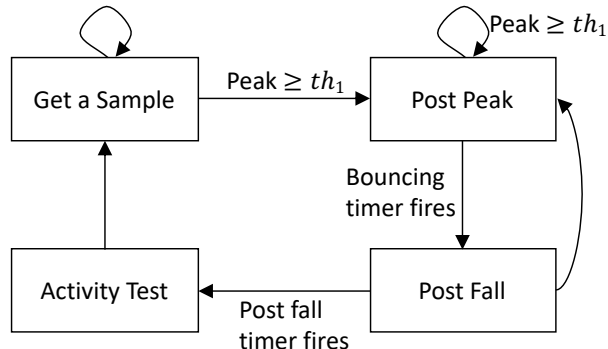 Peak ≥ th₁
Get a Sample
Peak ≥ th₁
Post Peak
Bouncing
timer fires
Activity Test
Post fall
timer fires
Post Fall